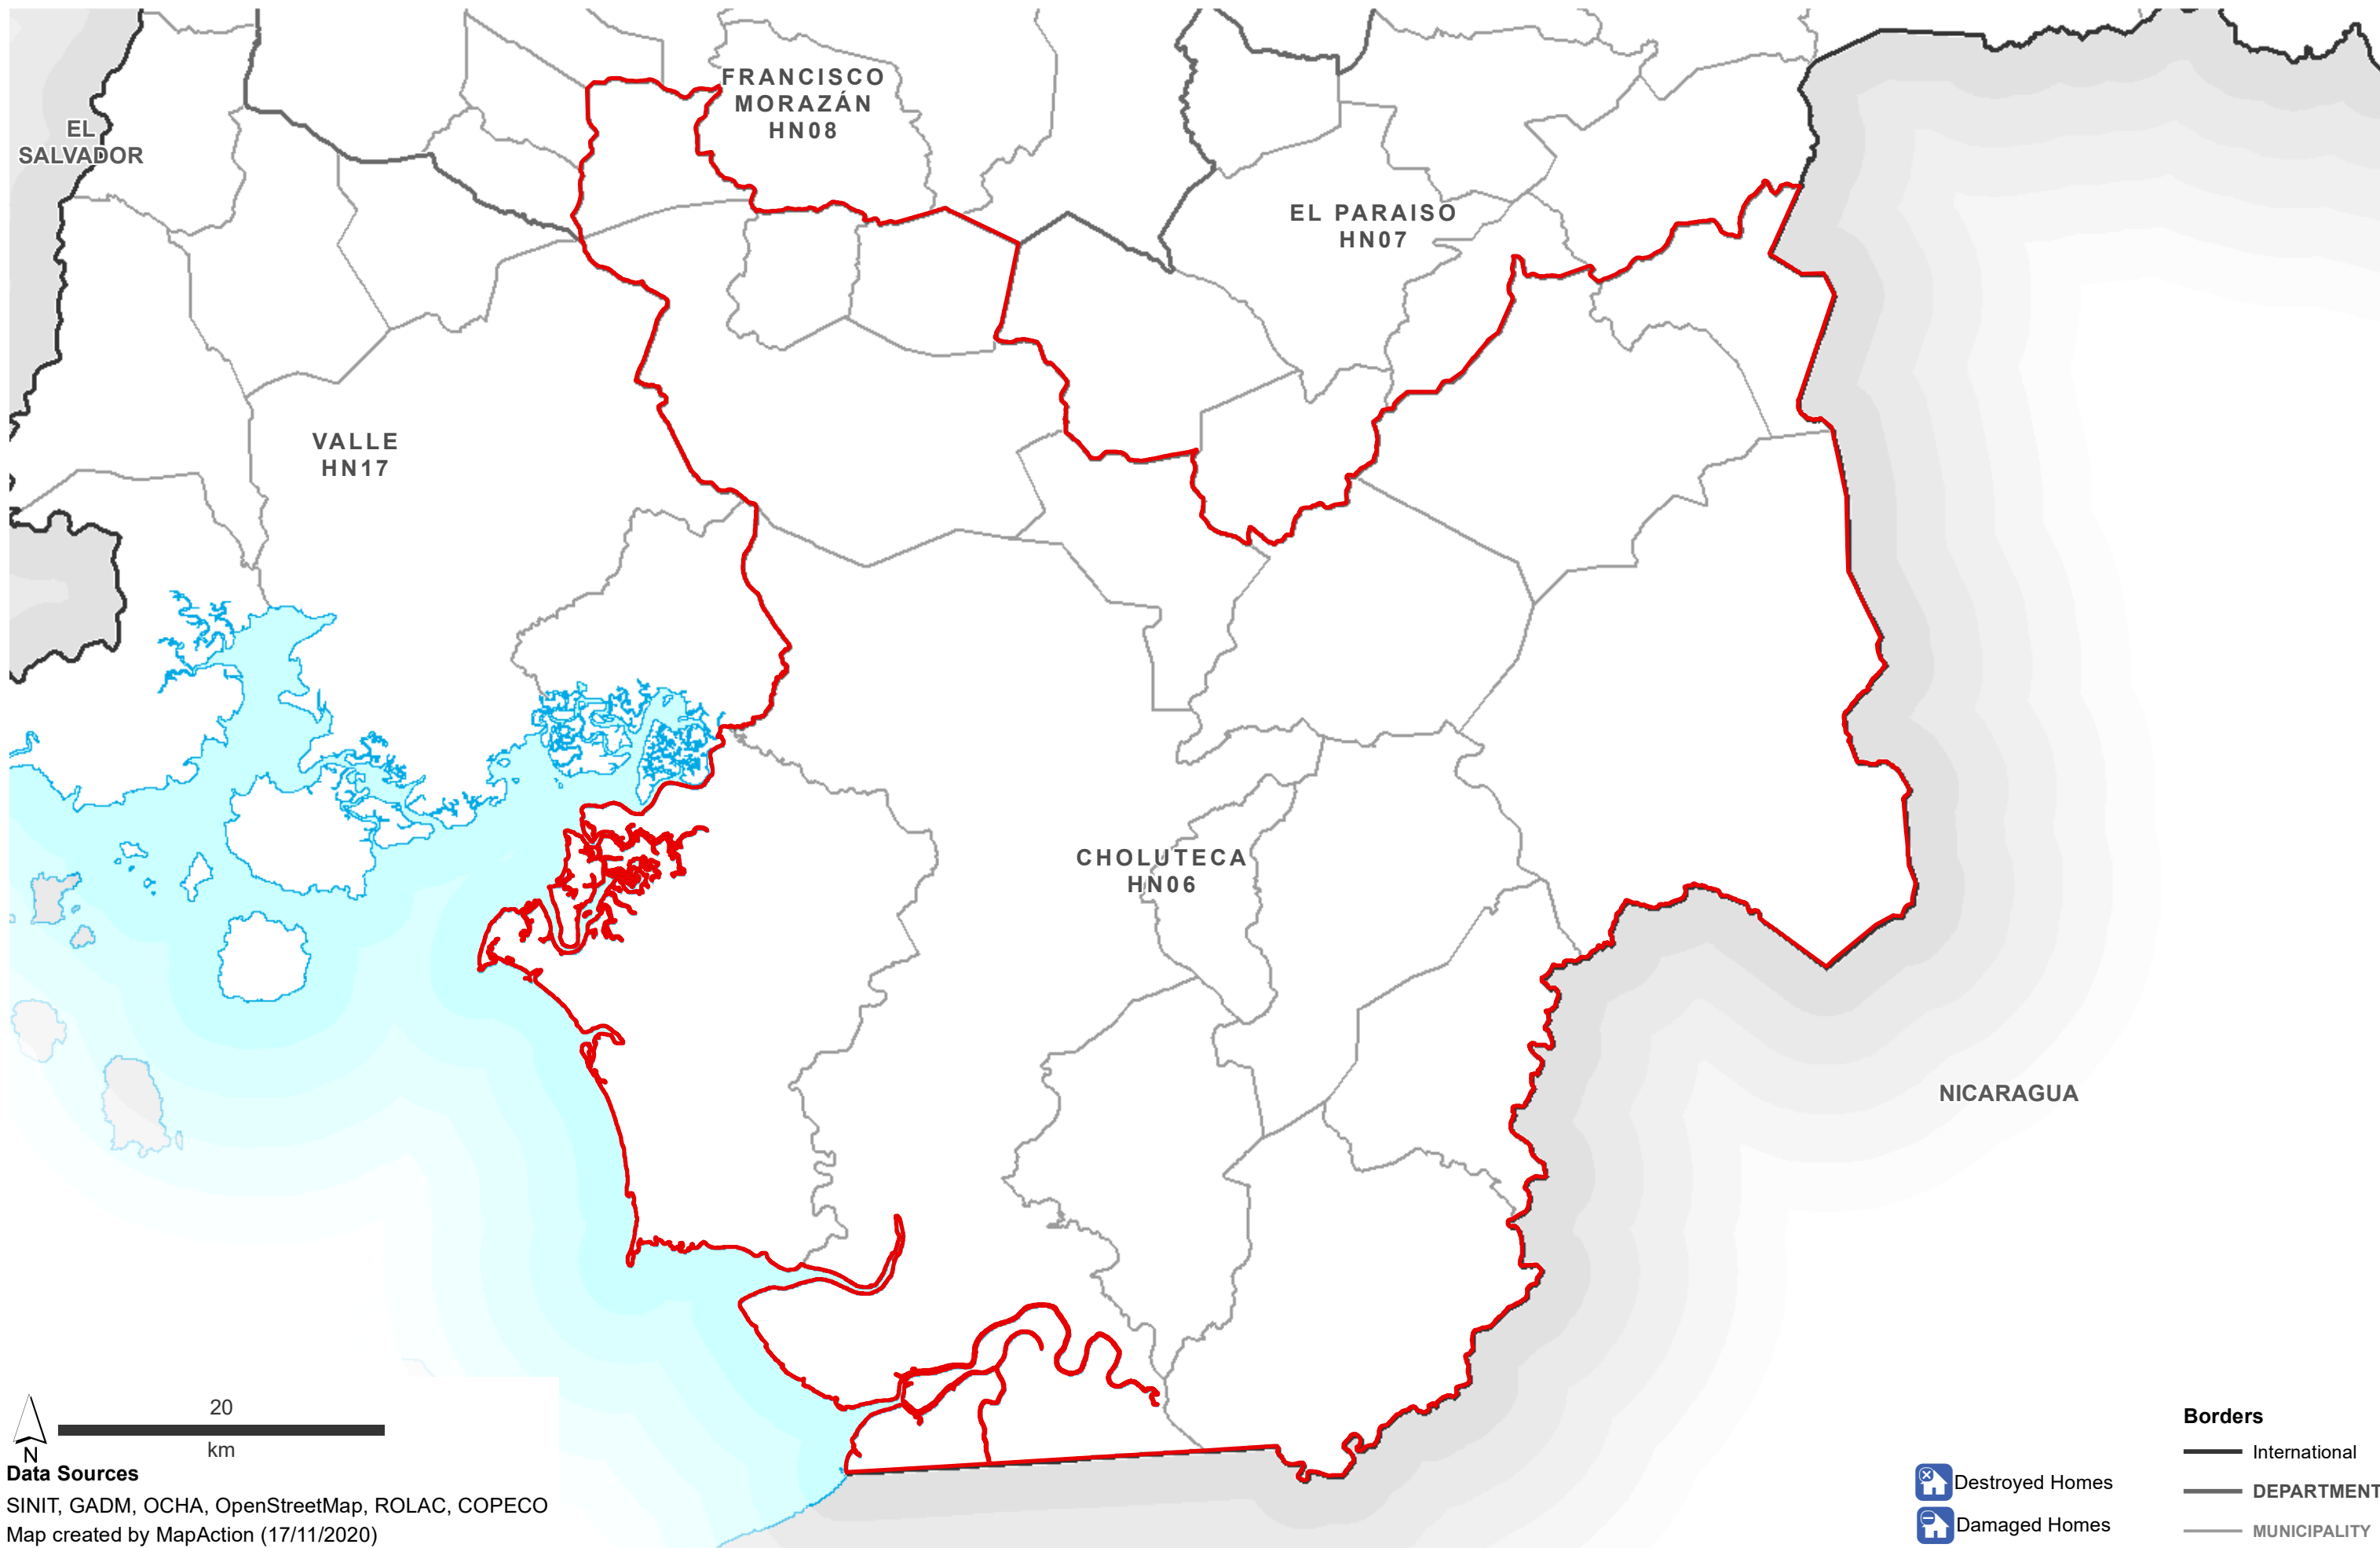 FRANCISCO
MORAZÁN
HN08
EL
SALVADOR
EL PARAISO
HN07
VALLE
HN17
CHOLUTECA
HN06
NICARAGUA
20
km
N
Data Sources
SINIT, GADM, OCHA, OpenStreetMap, ROLAC, COPECO
Map created by MapAction (17/11/2020)
Destroyed Homes
Damaged Homes
Borders
International
DEPARTMENT
MUNICIPALITY